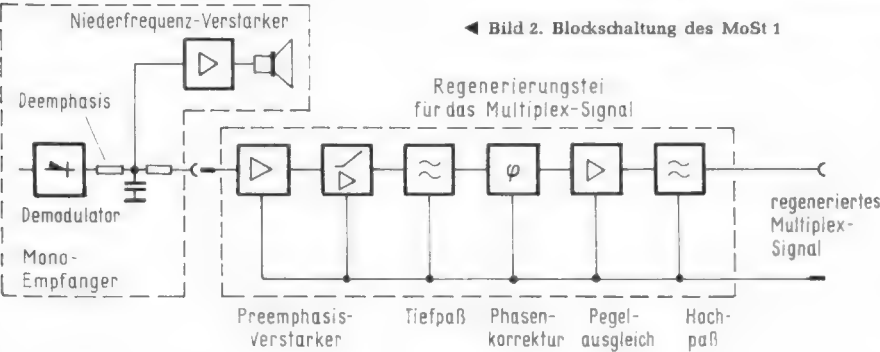 Niederfrequenz-Verstarker
◄ Bild 2. Blockschaltung des MoSt 1
Deemphasis
Regenerierungstei
für das Multiplex-Signal
φ
Demodulator
Mono-
Empfanger
regeneriertes
Multiplex-
Signal
Preemphasis-
Verstarker
Tiefpaß
Phasen-
korrektur
Pegel-
ausgleich
Hoch-
paß